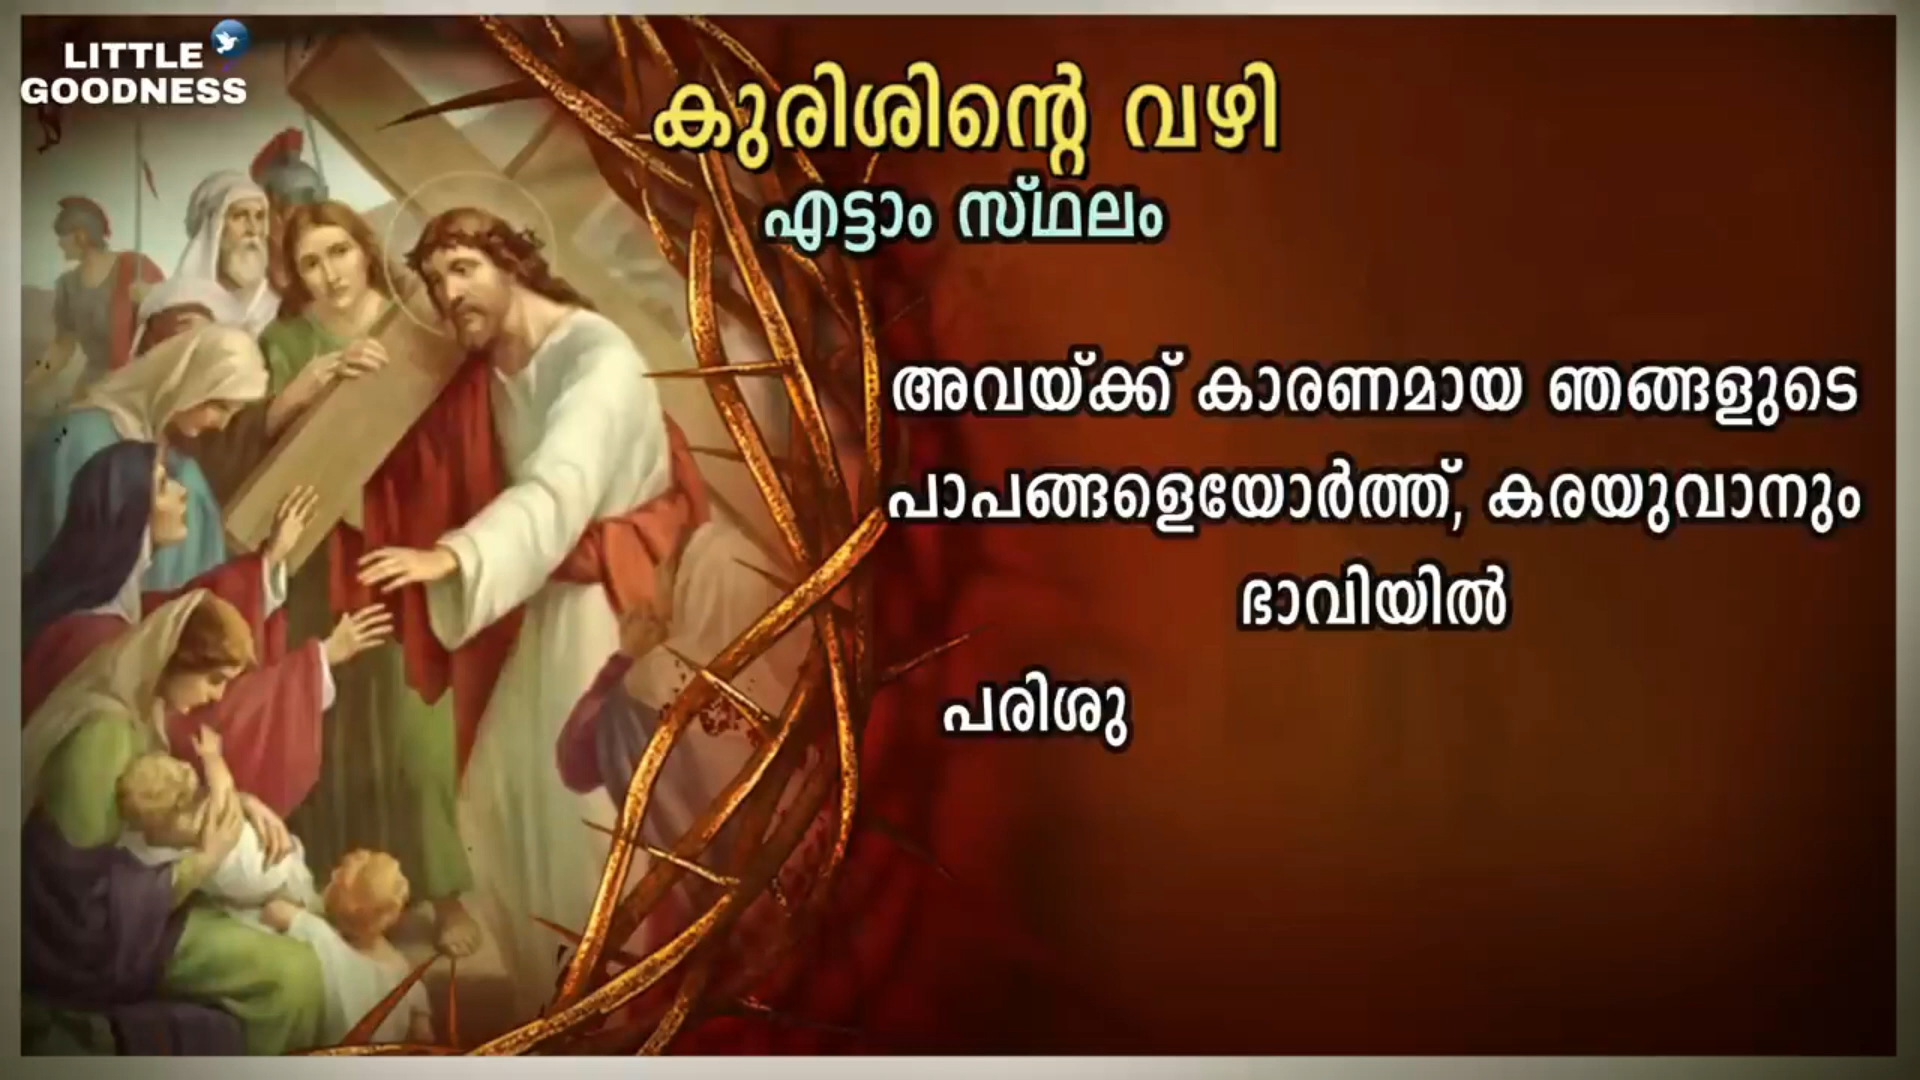 LITTLE
GOODNESS
കുരിശിന്റെ വഴി
എട്ടാം സ്ഥലം
അവയ്ക്ക് കാരണമായ ഞങ്ങളുടെ
പാപങ്ങളെയോർത്ത്, കരയുവാനും
ഭാവിയിൽ
പരിശു